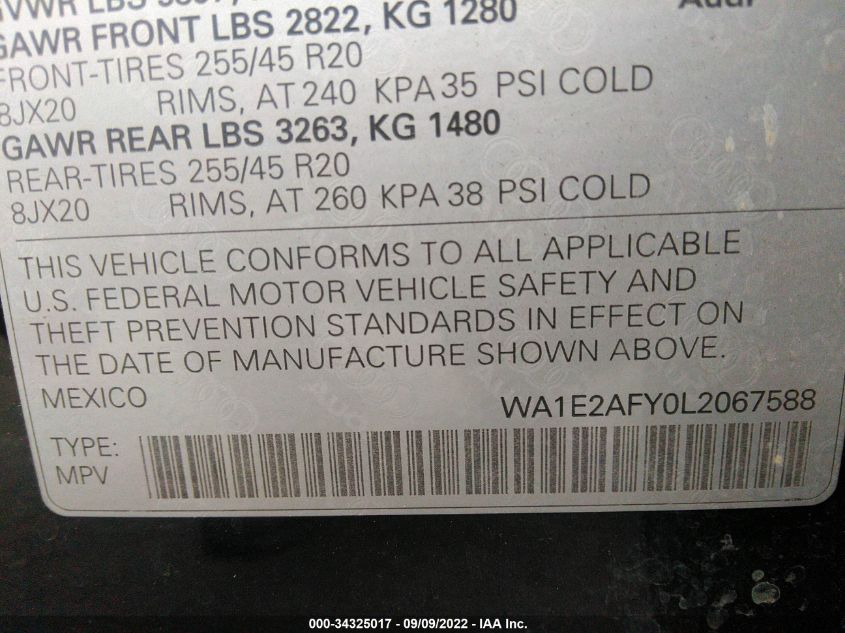 GVWR LBS
Audi
GAWR FRONT LBS 2822, KG 1280
FRONT-TIRES 255/45 R20
8JX20 RIMS, AT 240 KPA 35 PSI COLD
GAWR REAR LBS 3263, KG 1480
REAR-TIRES 255/45 R20
8JX20 RIMS, AT 260 KPA 38 PSI COLD
THIS VEHICLE CONFORMS TO ALL APPLICABLE
U.S. FEDERAL MOTOR VEHICLE SAFETY AND
THEFT PREVENTION STANDARDS IN EFFECT ON
THE DATE OF MANUFACTURE SHOWN ABOVE.
MEXICO WA1E2AFY0L2067588
TYPE:
MPV
000-34325017 - 09/09/2022 - IAA Inc.